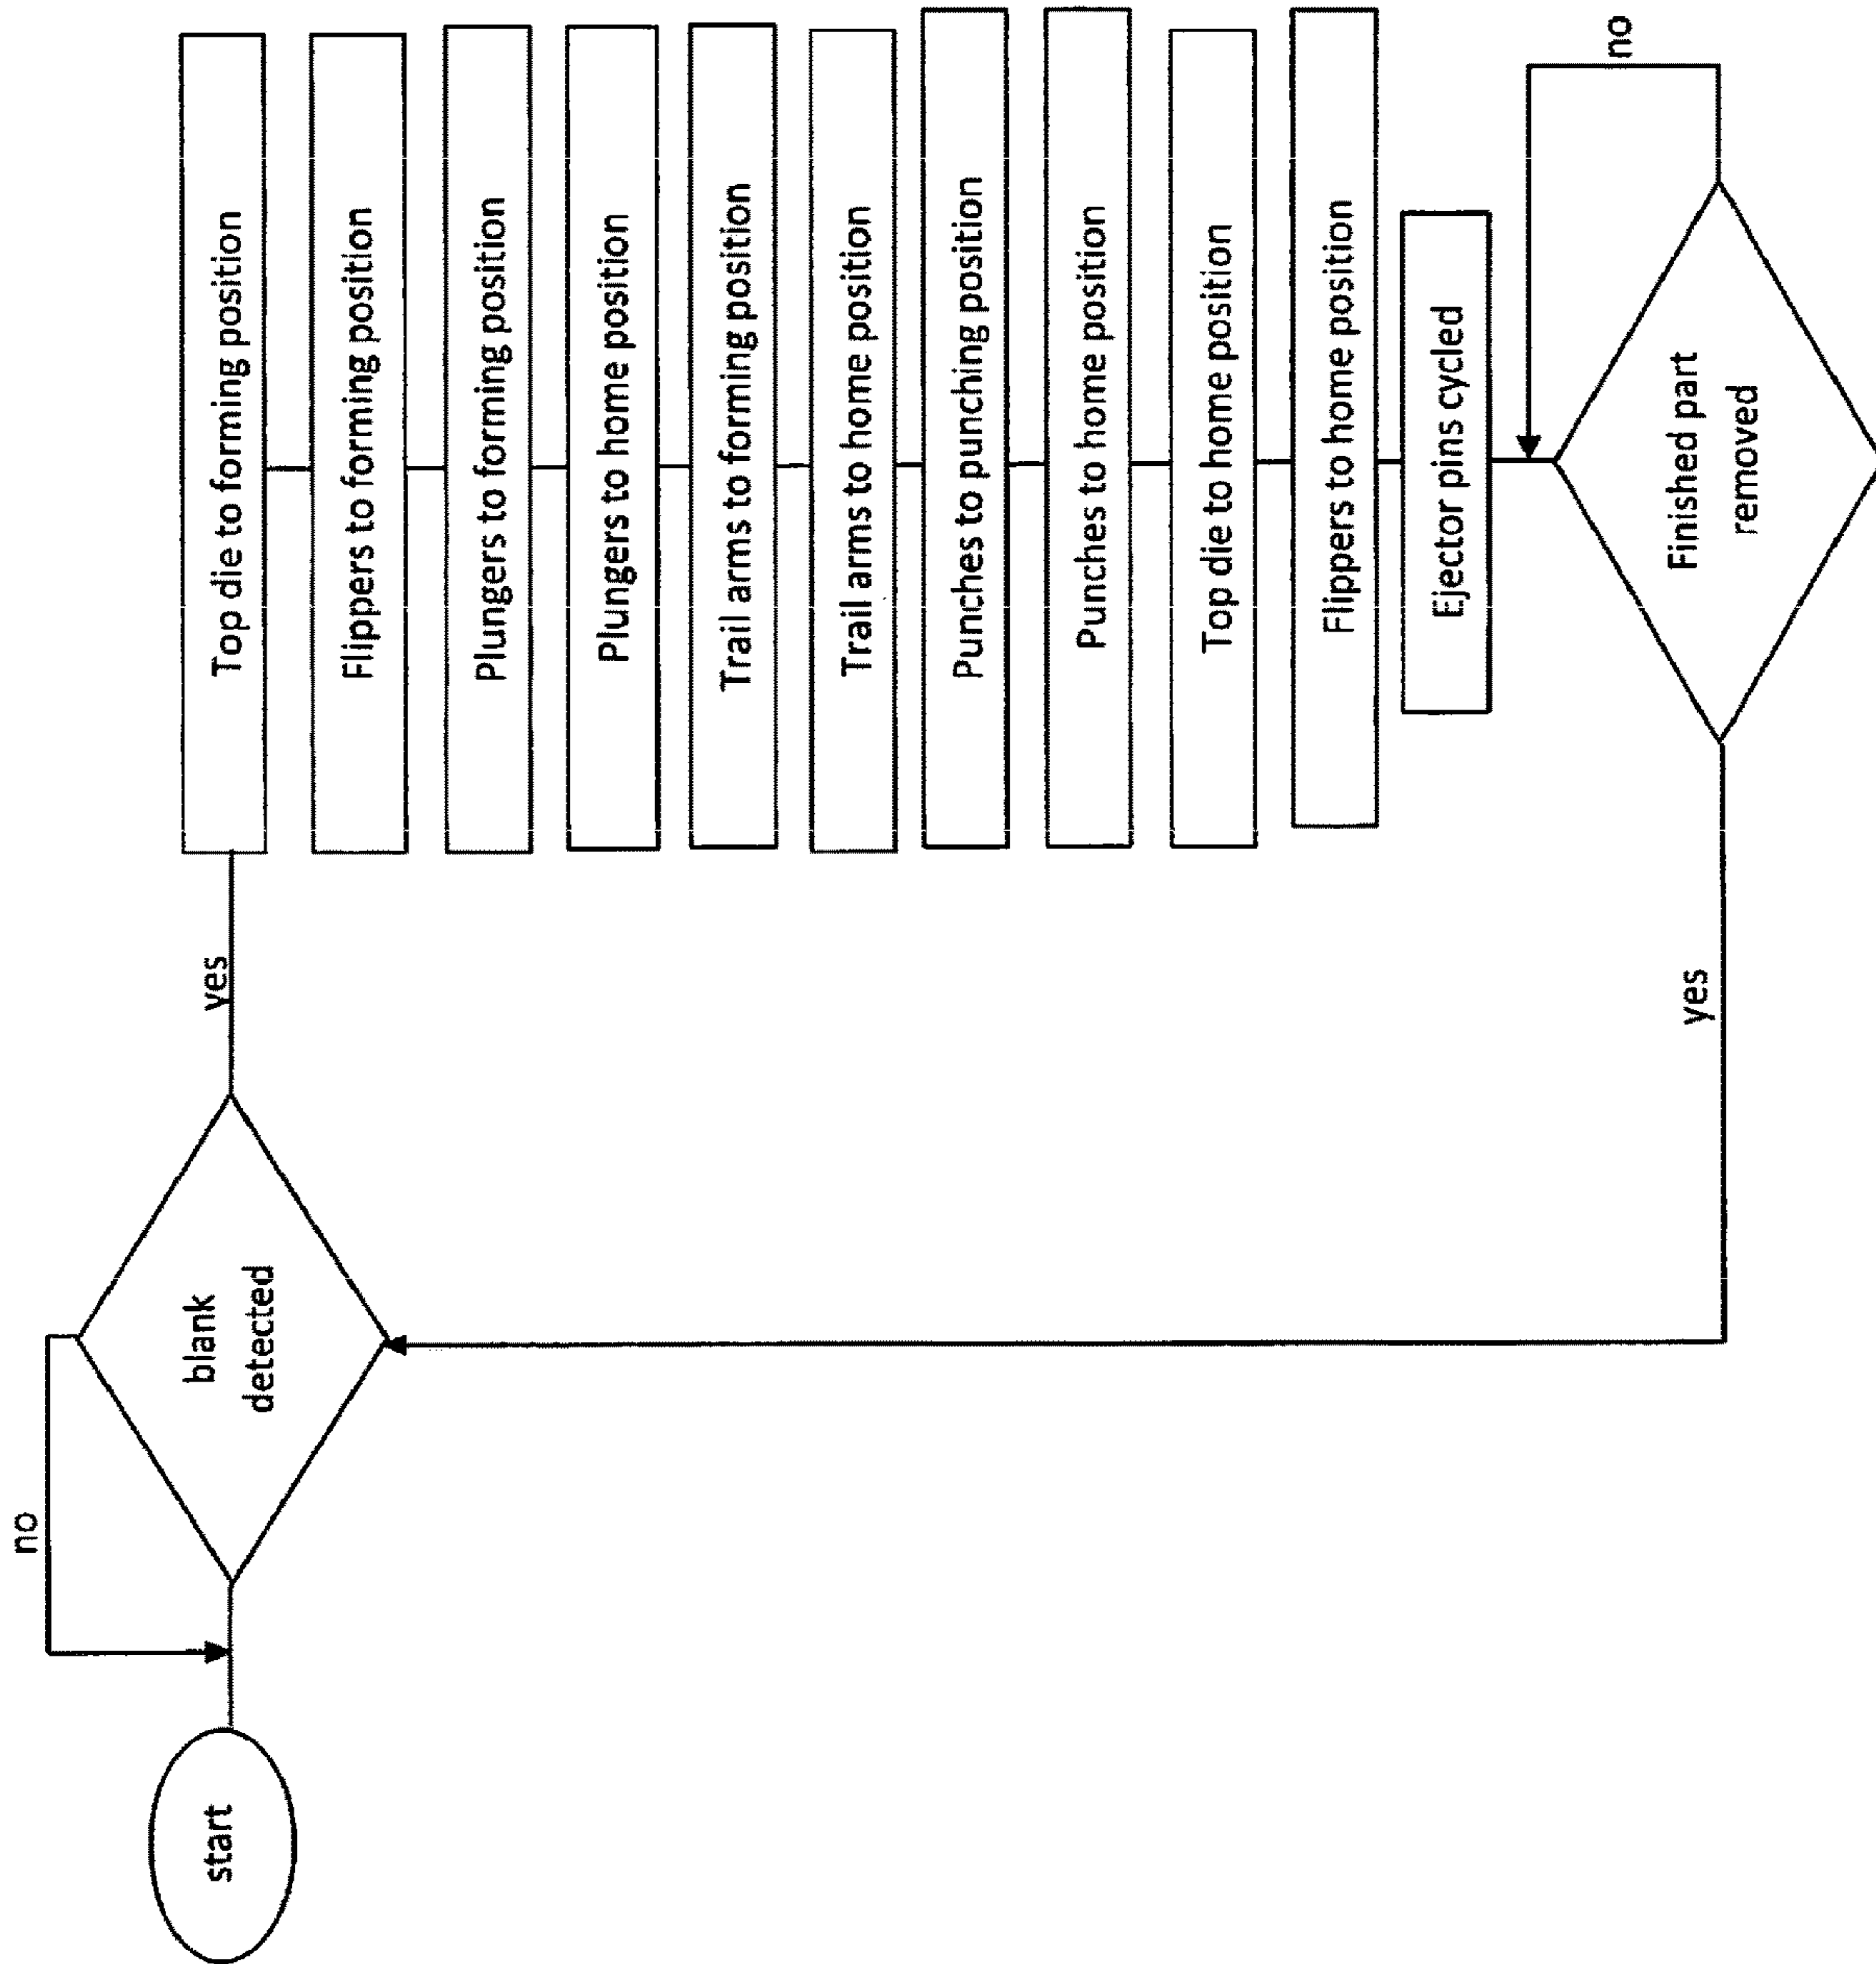 start
no
blank
detected
yes
Top die to forming position
Flippers to forming position
Plungers to forming position
Plungers to home position
Trail arms to forming position
Trail arms to home position
Punches to punching position
Punches to home position
Top die to home position
Flippers to home position
Ejector pins cycled
no
Finished part
removed
yes